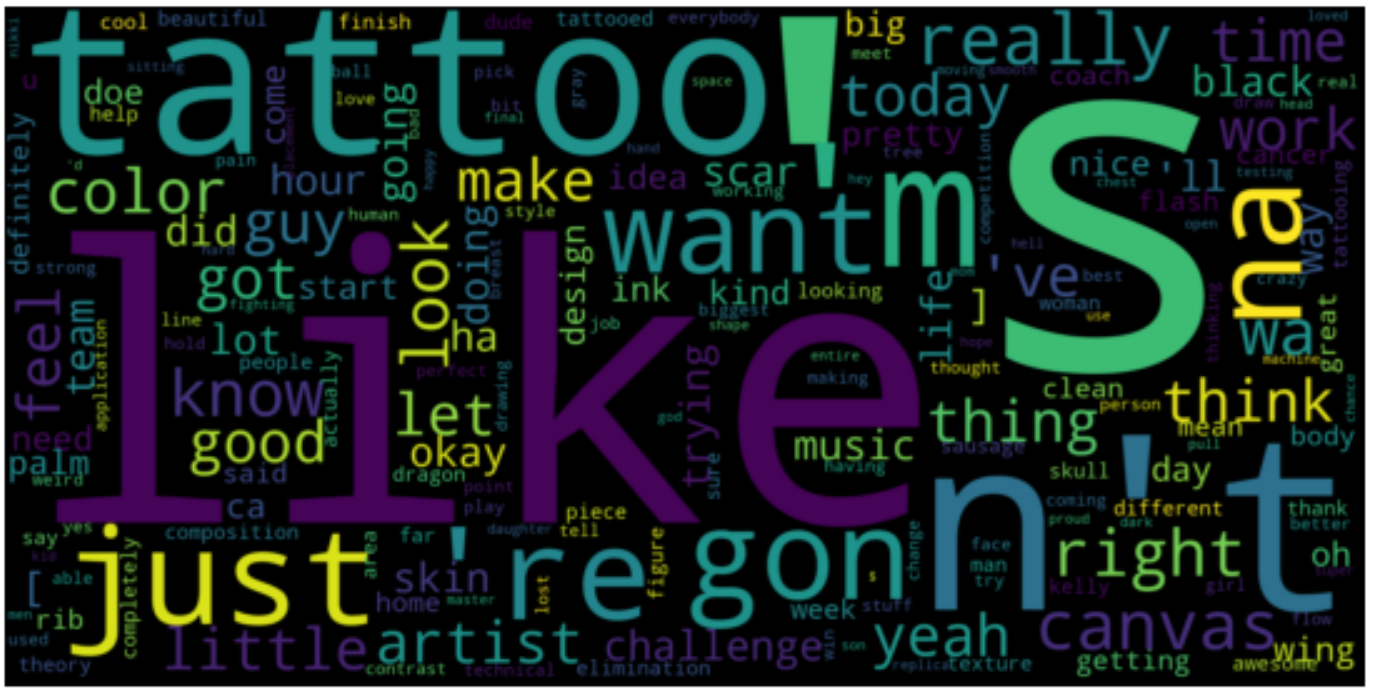 nikki cool beautiful finish dude tattooed everybody big really time loved
tattoo's
sitting ball pick space gray meet moving smooth coach black real
u doe help come love going bad bit final today draw head
definitely 'd pain placement happy hand pretty tree competition work
color hour make idea scar working ' hey 'm nice 'll cancer testing
did guy human style want chest flash open na way tattooing
hard doing breast design hell
strong got start look ink kind looking mom life ] 've best crazy
fighting biggest woman use thinking
feel team line lot ha job shape hope wa great
hold people like entire thought machine
application know actually perfect drawing trying making clean think chance
need good let god music thing person mean
palm okay sure having sausage pull body
weird said dragon skull day
ca point play piece coming n't different thank
say yes composition daughter tell proud dark better
kid just area far 're gon change face right oh
[ able completely skin lost figure s man try super
men rib home master week stuff kelly girl flow
used little artist challenge win son yeah canvas wing
theory contrast technical elimination replica texture getting awesome